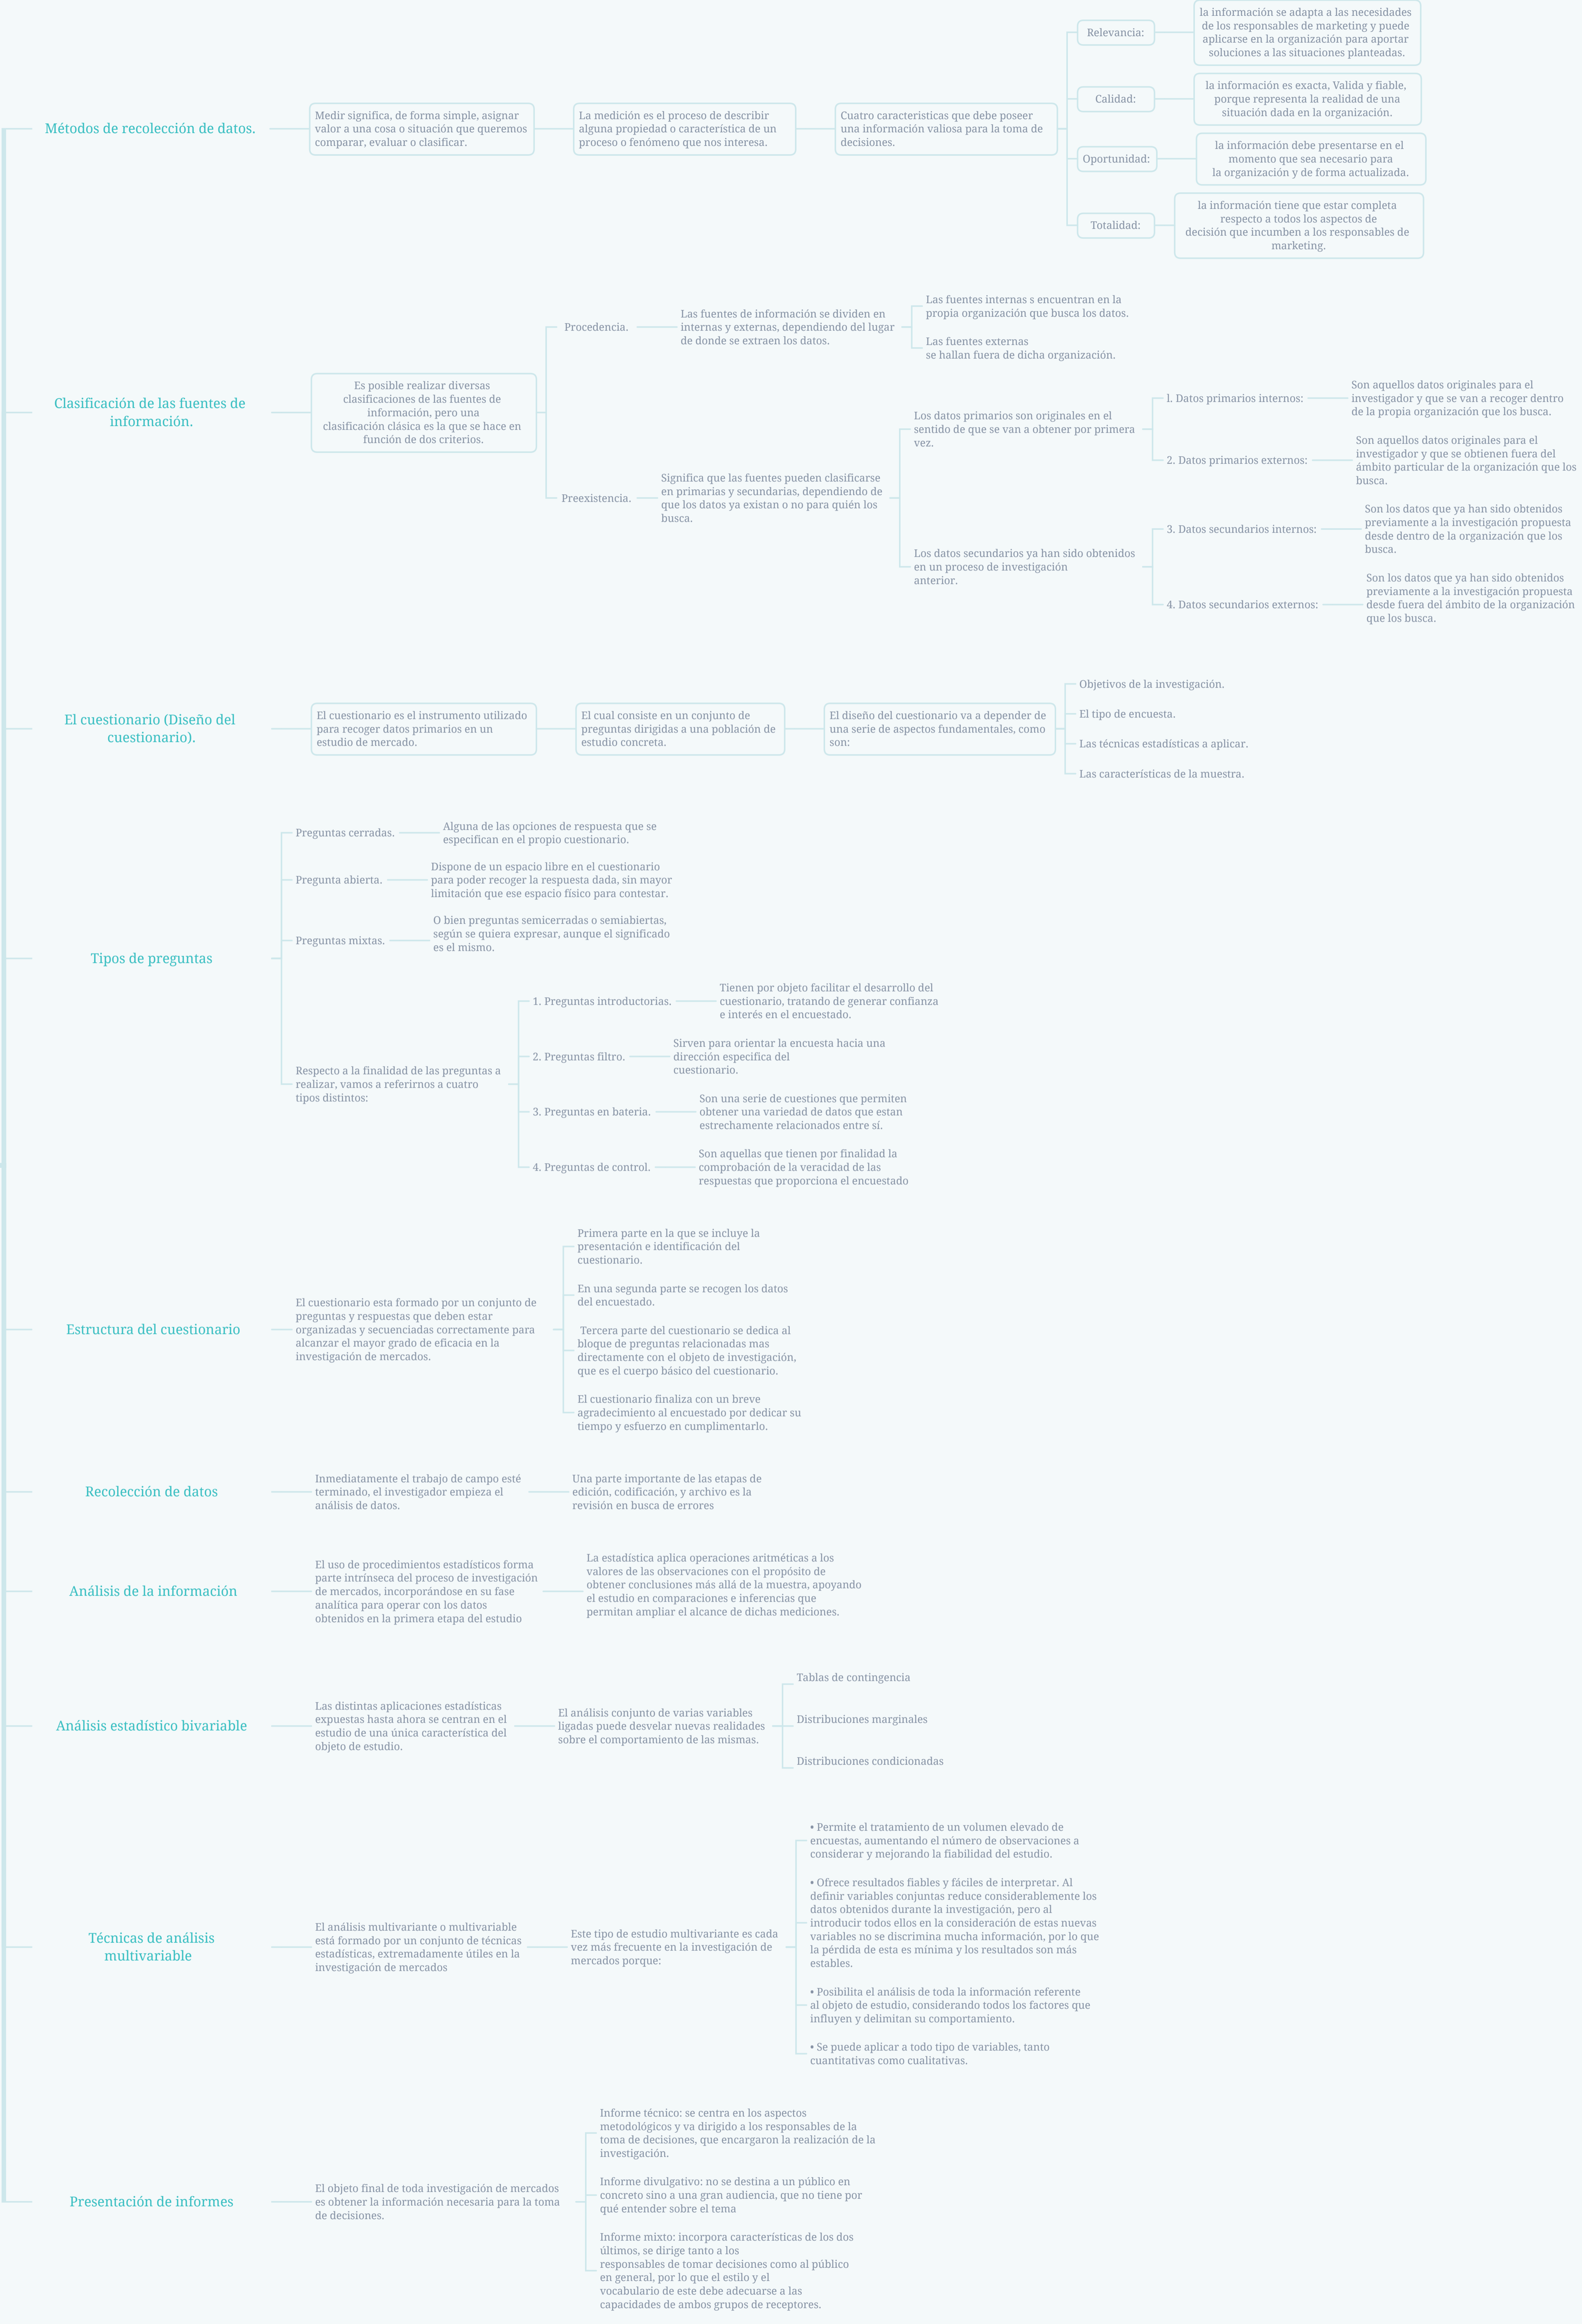 Métodos de recolección de datos.
Medir significa, de forma simple, asignar
valor a una cosa o situación que queremos
comparar, evaluar o clasificar.
La medición es el proceso de describir
alguna propiedad o característica de un
proceso o fenómeno que nos interesa.
Cuatro caracteristicas que debe poseer
una información valiosa para la toma de
decisiones.
Relevancia:
la información se adapta a las necesidades
de los responsables de marketing y puede
aplicarse en la organización para aportar
soluciones a las situaciones planteadas.
Calidad:
la información es exacta, Valida y fiable,
porque representa la realidad de una
situación dada en la organización.
Oportunidad:
la información debe presentarse en el
momento que sea necesario para
la organización y de forma actualizada.
Totalidad:
la información tiene que estar completa
respecto a todos los aspectos de
decisión que incumben a los responsables de
marketing.
Clasificación de las fuentes de
información.
Es posible realizar diversas
clasificaciones de las fuentes de
información, pero una
clasificación clásica es la que se hace en
función de dos criterios.
Procedencia.
Las fuentes de información se dividen en
internas y externas, dependiendo del lugar
de donde se extraen los datos.
Las fuentes internas s encuentran en la
propia organización que busca los datos.
Las fuentes externas
se hallan fuera de dicha organización.
Preexistencia.
Significa que las fuentes pueden clasificarse
en primarias y secundarias, dependiendo de
que los datos ya existan o no para quién los
busca.
Los datos primarios son originales en el
sentido de que se van a obtener por primera
vez.
l. Datos primarios internos:
Son aquellos datos originales para el
investigador y que se van a recoger dentro
de la propia organización que los busca.
2. Datos primarios externos:
Son aquellos datos originales para el
investigador y que se obtienen fuera del
ámbito particular de la organización que los
busca.
Los datos secundarios ya han sido obtenidos
en un proceso de investigación
anterior.
3. Datos secundarios internos:
Son los datos que ya han sido obtenidos
previamente a la investigación propuesta
desde dentro de la organización que los
busca.
4. Datos secundarios externos:
Son los datos que ya han sido obtenidos
previamente a la investigación propuesta
desde fuera del ámbito de la organización
que los busca.
El cuestionario (Diseño del
cuestionario).
El cuestionario es el instrumento utilizado
para recoger datos primarios en un
estudio de mercado.
El cual consiste en un conjunto de
preguntas dirigidas a una población de
estudio concreta.
El diseño del cuestionario va a depender de
una serie de aspectos fundamentales, como
son:
Objetivos de la investigación.
El tipo de encuesta.
Las técnicas estadísticas a aplicar.
Las características de la muestra.
Tipos de preguntas
Preguntas cerradas.
Alguna de las opciones de respuesta que se
especifican en el propio cuestionario.
Pregunta abierta.
Dispone de un espacio libre en el cuestionario
para poder recoger la respuesta dada, sin mayor
limitación que ese espacio físico para contestar.
Preguntas mixtas.
O bien preguntas semicerradas o semiabiertas,
según se quiera expresar, aunque el significado
es el mismo.
Respecto a la finalidad de las preguntas a
realizar, vamos a referirnos a cuatro
tipos distintos:
1. Preguntas introductorias.
Tienen por objeto facilitar el desarrollo del
cuestionario, tratando de generar confianza
e interés en el encuestado.
2. Preguntas filtro.
Sirven para orientar la encuesta hacia una
dirección especifica del
cuestionario.
3. Preguntas en bateria.
Son una serie de cuestiones que permiten
obtener una variedad de datos que estan
estrechamente relacionados entre sí.
4. Preguntas de control.
Son aquellas que tienen por finalidad la
comprobación de la veracidad de las
respuestas que proporciona el encuestado
Estructura del cuestionario
El cuestionario esta formado por un conjunto de
preguntas y respuestas que deben estar
organizadas y secuenciadas correctamente para
alcanzar el mayor grado de eficacia en la
investigación de mercados.
Primera parte en la que se incluye la
presentación e identificación del
cuestionario.
En una segunda parte se recogen los datos
del encuestado.
Tercera parte del cuestionario se dedica al
bloque de preguntas relacionadas mas
directamente con el objeto de investigación,
que es el cuerpo básico del cuestionario.
El cuestionario finaliza con un breve
agradecimiento al encuestado por dedicar su
tiempo y esfuerzo en cumplimentarlo.
Recolección de datos
Inmediatamente el trabajo de campo esté
terminado, el investigador empieza el
análisis de datos.
Una parte importante de las etapas de
edición, codificación, y archivo es la
revisión en busca de errores
Análisis de la información
El uso de procedimientos estadísticos forma
parte intrínseca del proceso de investigación
de mercados, incorporándose en su fase
analítica para operar con los datos
obtenidos en la primera etapa del estudio
La estadística aplica operaciones aritméticas a los
valores de las observaciones con el propósito de
obtener conclusiones más allá de la muestra, apoyando
el estudio en comparaciones e inferencias que
permitan ampliar el alcance de dichas mediciones.
Análisis estadístico bivariable
Las distintas aplicaciones estadísticas
expuestas hasta ahora se centran en el
estudio de una única característica del
objeto de estudio.
El análisis conjunto de varias variables
ligadas puede desvelar nuevas realidades
sobre el comportamiento de las mismas.
Tablas de contingencia
Distribuciones marginales
Distribuciones condicionadas
Técnicas de análisis
multivariable
El análisis multivariante o multivariable
está formado por un conjunto de técnicas
estadísticas, extremadamente útiles en la
investigación de mercados
Este tipo de estudio multivariante es cada
vez más frecuente en la investigación de
mercados porque:
• Permite el tratamiento de un volumen elevado de
encuestas, aumentando el número de observaciones a
considerar y mejorando la fiabilidad del estudio.
• Ofrece resultados fiables y fáciles de interpretar. Al
definir variables conjuntas reduce considerablemente los
datos obtenidos durante la investigación, pero al
introducir todos ellos en la consideración de estas nuevas
variables no se discrimina mucha información, por lo que
la pérdida de esta es mínima y los resultados son más
estables.
• Posibilita el análisis de toda la información referente
al objeto de estudio, considerando todos los factores que
influyen y delimitan su comportamiento.
• Se puede aplicar a todo tipo de variables, tanto
cuantitativas como cualitativas.
Presentación de informes
El objeto final de toda investigación de mercados
es obtener la información necesaria para la toma
de decisiones.
Informe técnico: se centra en los aspectos
metodológicos y va dirigido a los responsables de la
toma de decisiones, que encargaron la realización de la
investigación.
Informe divulgativo: no se destina a un público en
concreto sino a una gran audiencia, que no tiene por
qué entender sobre el tema
Informe mixto: incorpora características de los dos
últimos, se dirige tanto a los
responsables de tomar decisiones como al público
en general, por lo que el estilo y el
vocabulario de este debe adecuarse a las
capacidades de ambos grupos de receptores.